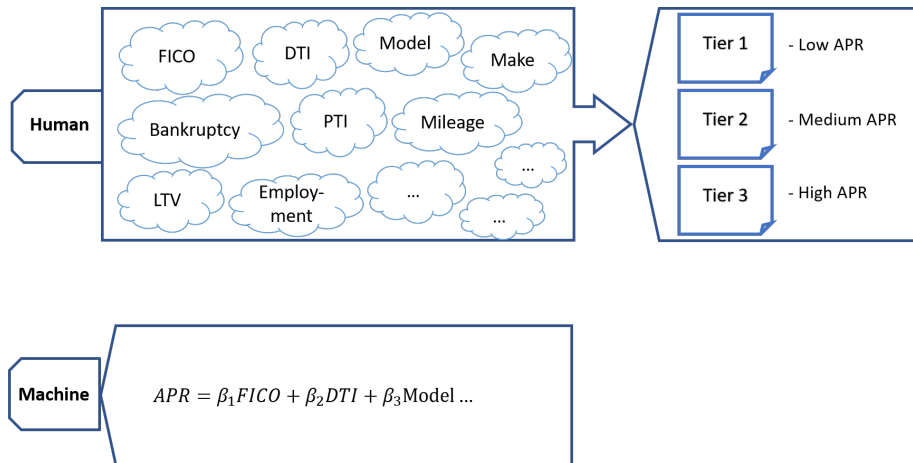 Human
FICO
DTI
Model
Make
Bankruptcy
PTI
Mileage
...
LTV
Employ-
ment
...
...
Tier 1
- Low APR
Tier 2
- Medium APR
Tier 3
- High APR
Machine
APR = β₁FICO + β₂DTI + β₃Model ...